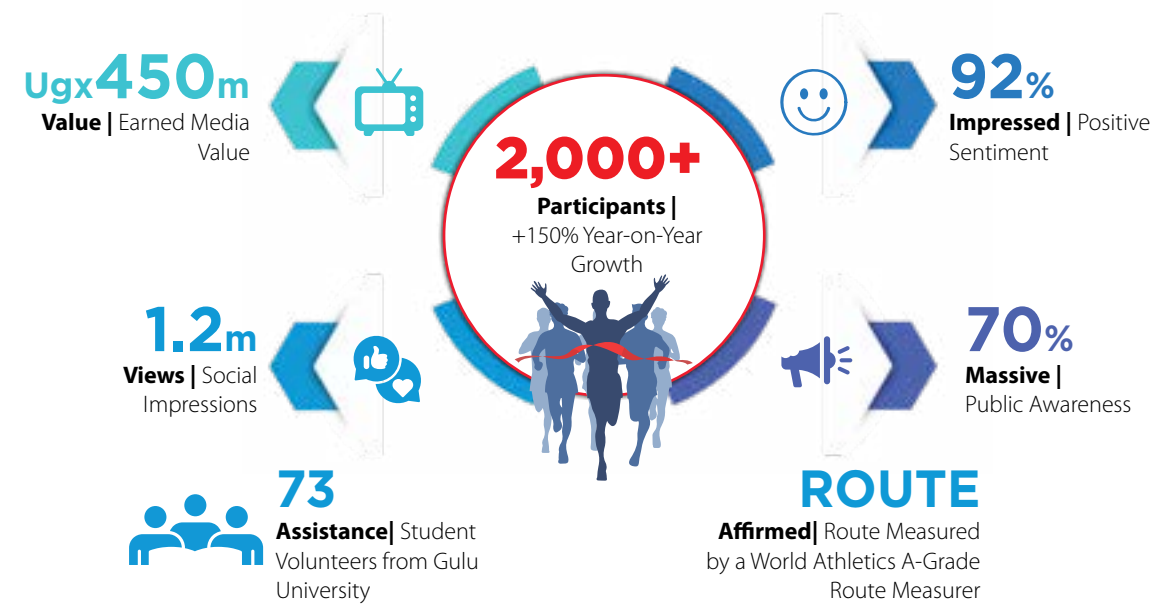 Ugx450m
Value | Earned Media
Value
2,000+
Participants |
+150% Year-on-Year
Growth
92%
Impressed | Positive
Sentiment
1.2m
Views | Social
Impressions
70%
Massive |
Public Awareness
73
Assistance| Student
Volunteers from Gulu
University
ROUTE
Affirmed| Route Measured
by a World Athletics A-Grade
Route Measurer